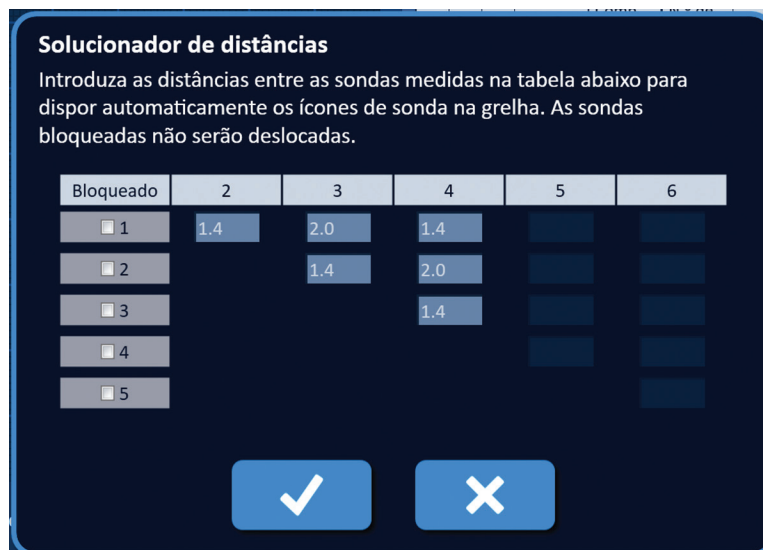 Solucionador de distâncias
Introduza as distâncias entre as sondas medidas na tabela abaixo para
dispor automaticamente os ícones de sonda na grelha. As sondas
bloqueadas não serão deslocadas.
Bloqueado 2 3 4 5 6
1 1.4 2.0 1.4
2 1.4 2.0
3 1.4
4
5